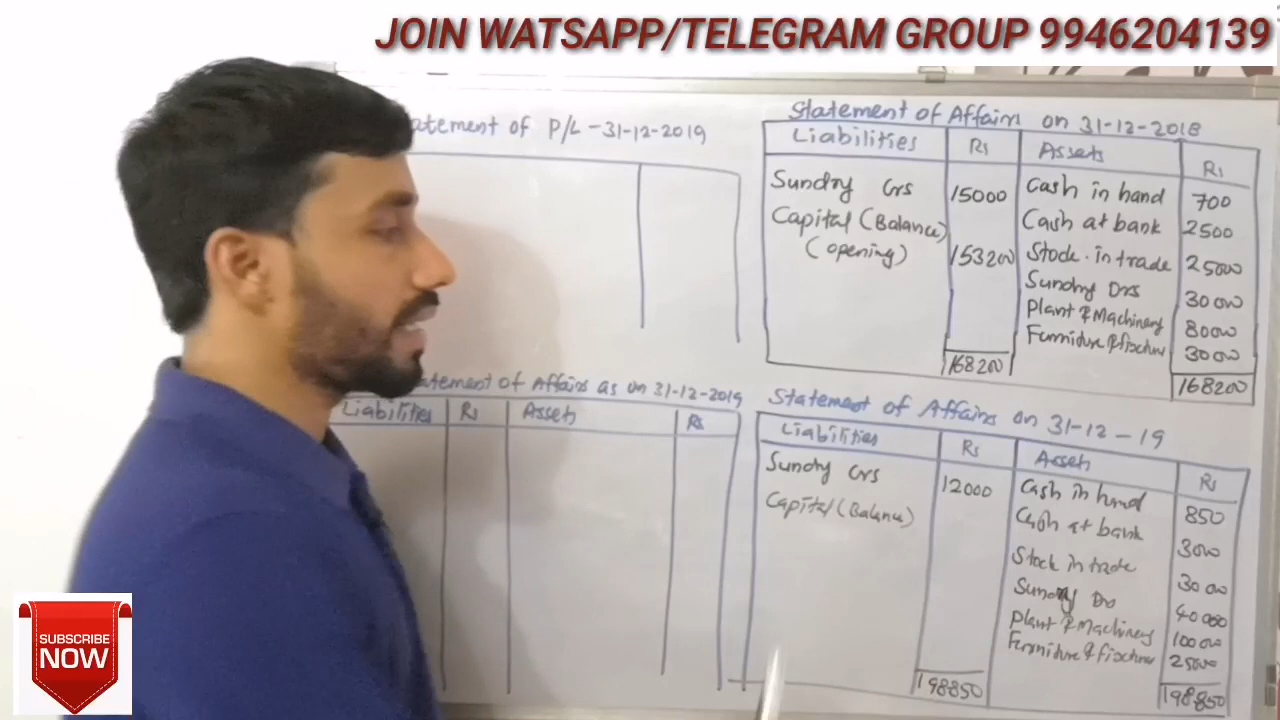 JOIN WATSAPP/TELEGRAM GROUP 9946204139
atement of P/L - 31-12-2019
Statement of Affairs on 31-12-2018
Liabilities Rs Assets Rs
Sundry Crs 15000 Cash in hand 700
Capital (Balance) Cash at bank 2500
(opening) 153200 Stock in trade 25000
Sundry Drs 30000
Plant & Machinery 80000
Furniture & fixture 30000
168200 168200
atement of Affairs as on 31-12-2019
Liabilities Rs Assets Rs
Statement of Affairs on 31-12-19
Liabilities Rs Assets Rs
Sundry Crs 12000 Cash in hand 850
Capital (Balance) Cash at bank 3000
Stock in trade 30000
Sundry Drs 40000
Plant & Machinery 100000
Furniture & fixture 25000
198850 198850
SUBSCRIBE
NOW